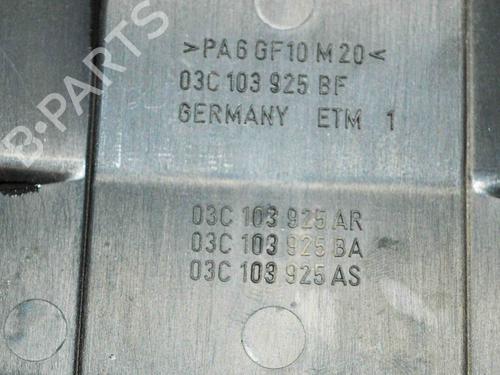 >PA6 GF10 M20<
03C 103 925 BF
GERMANY ETM 1
03C 103 925 AR
03C 103 925 BA
03C 103 925 AS
B-PARTS